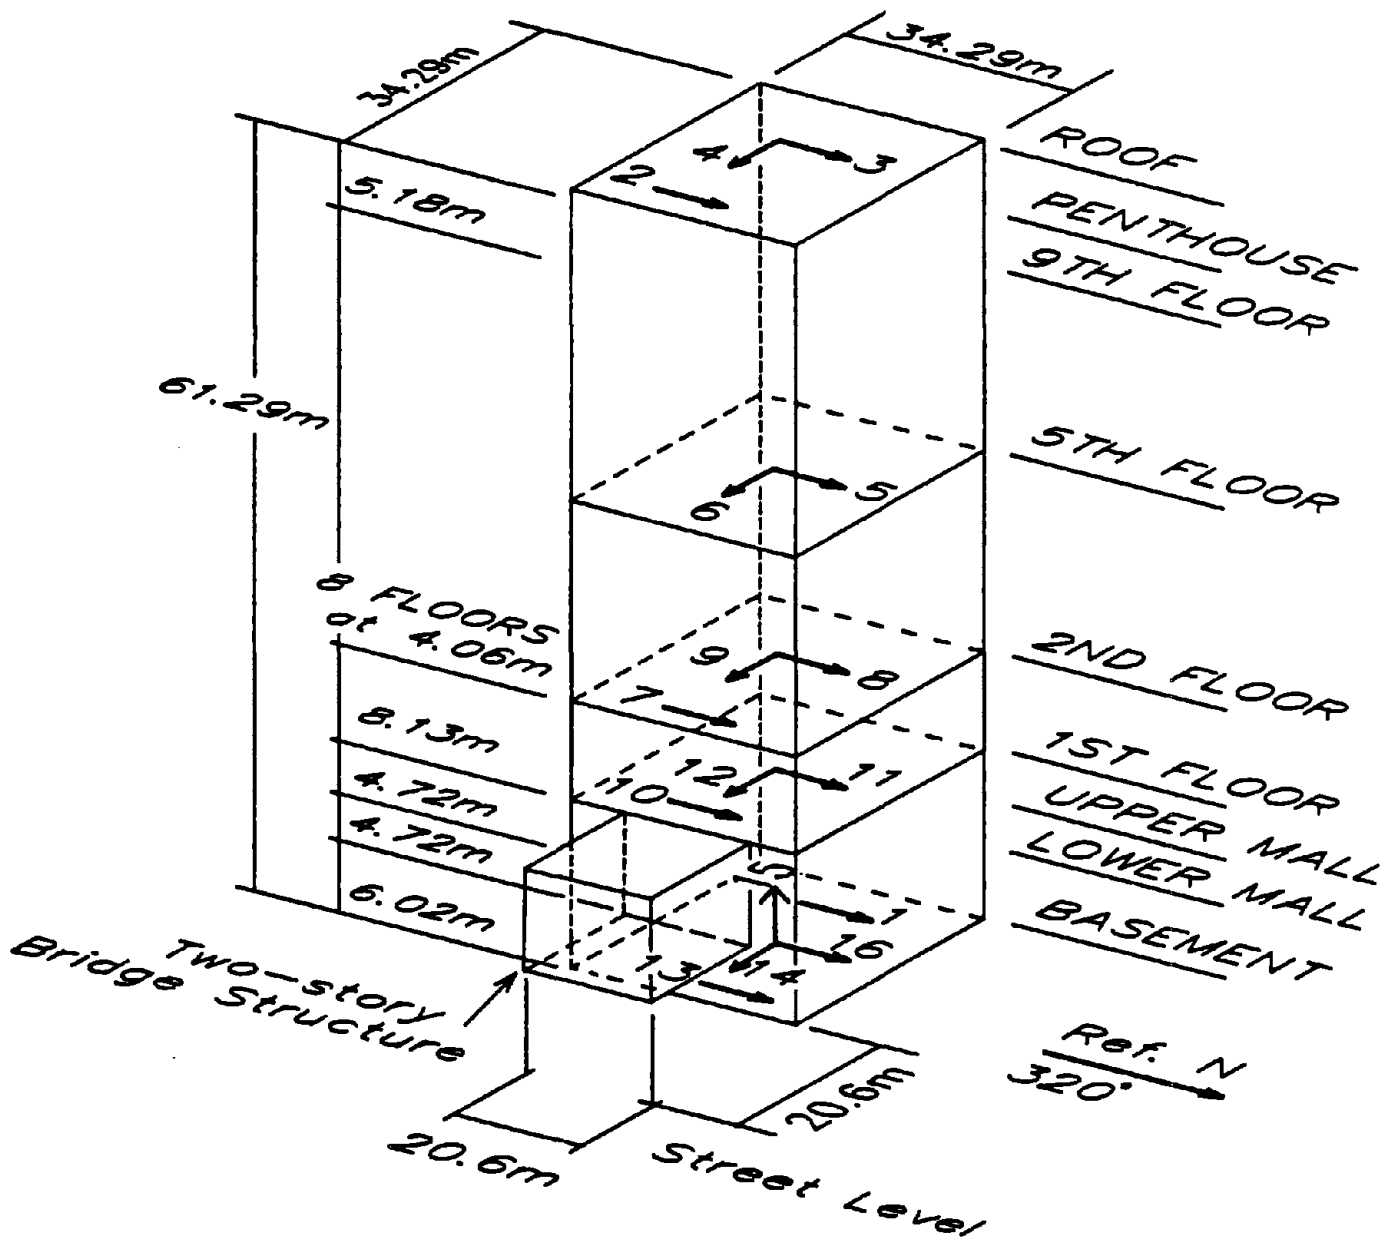 34.29m
34.29m
ROOF
PENTHOUSE
9TH FLOOR
5.18m
4
3
2
61.29m
5TH FLOOR
5
6
8 FLOORS
at 4.06m
2ND FLOOR
9
8
7
8.13m
1ST FLOOR
12
11
10
4.72m
UPPER MALL
4.72m
LOWER MALL
6.02m
BASEMENT
15
1
16
14
13
Two-story
Bridge Structure
Ref. N
320°
20.6m
20.6m
Street Level